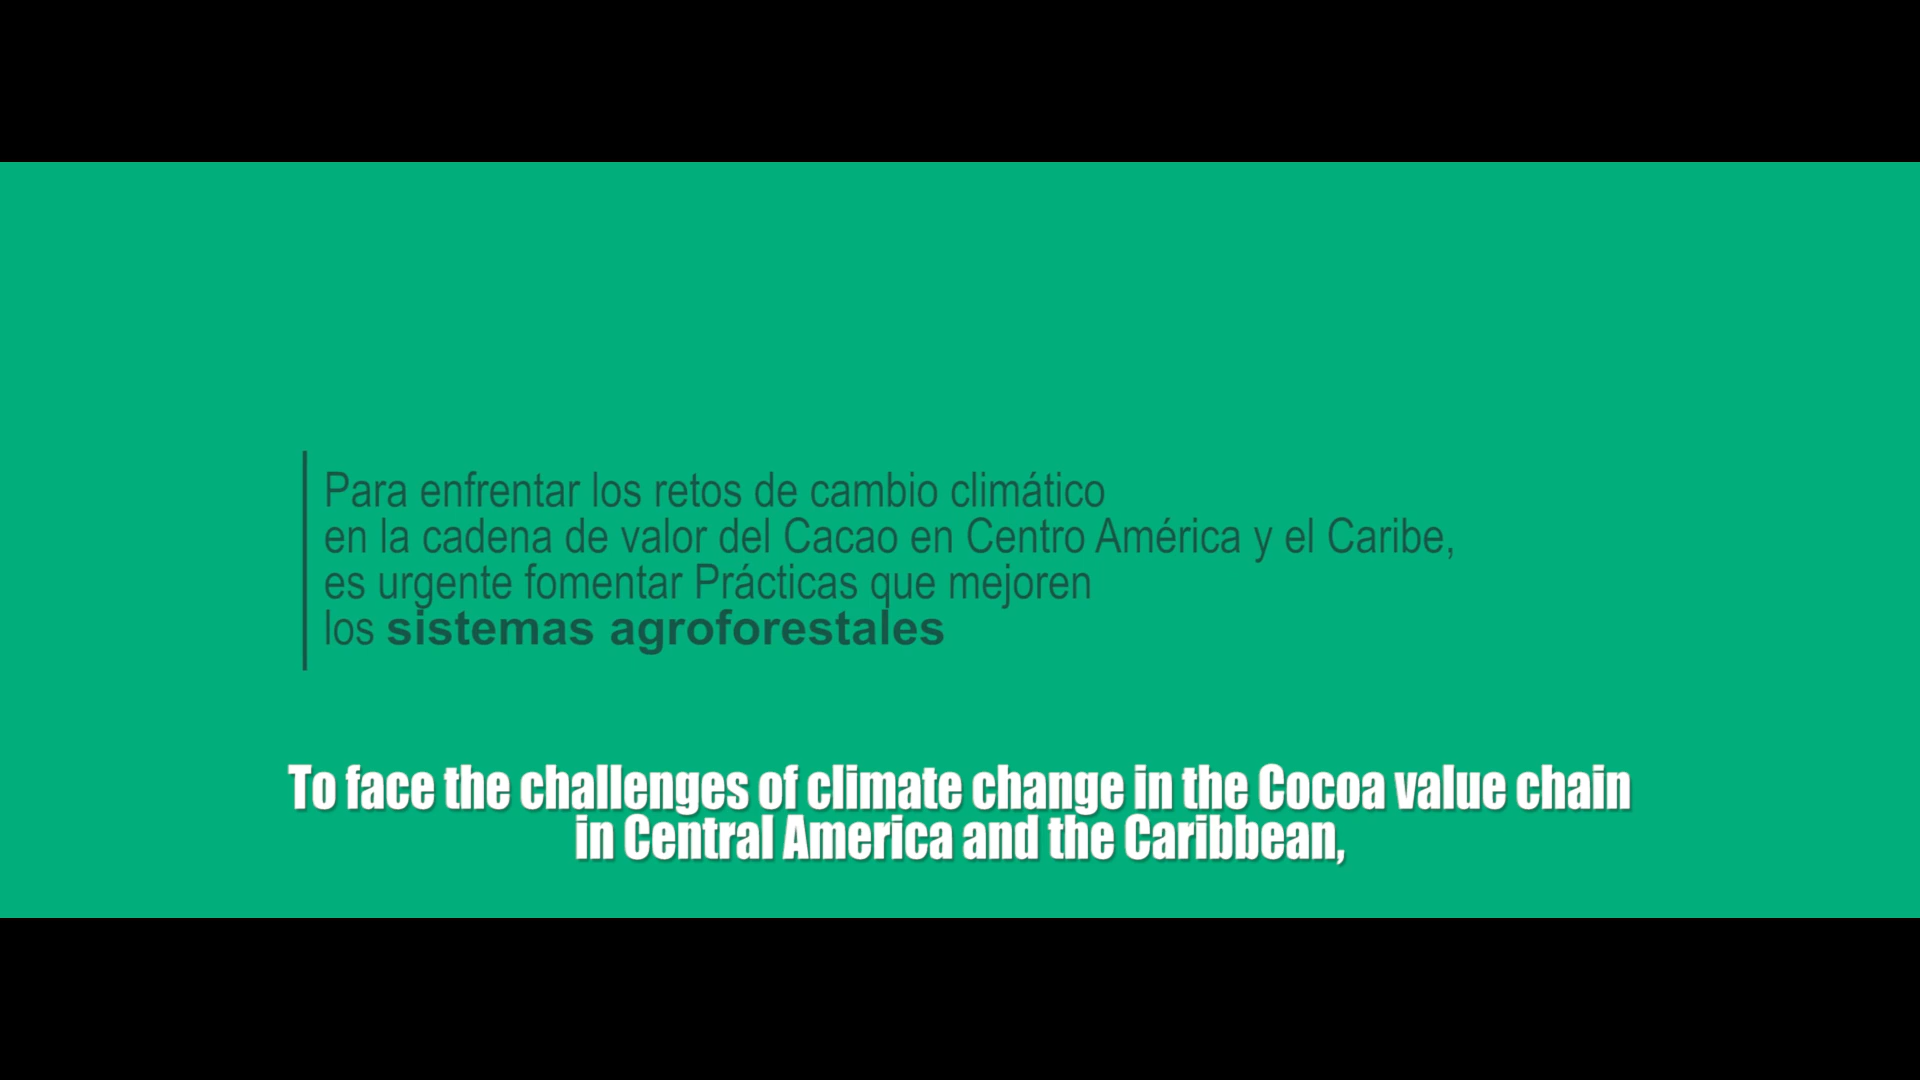 Para enfrentar los retos de cambio climático
en la cadena de valor del Cacao en Centro América y el Caribe,
es urgente fomentar Prácticas que mejoren
los sistemas agroforestales
To face the challenges of climate change in the Cocoa value chain
in Central America and the Caribbean,